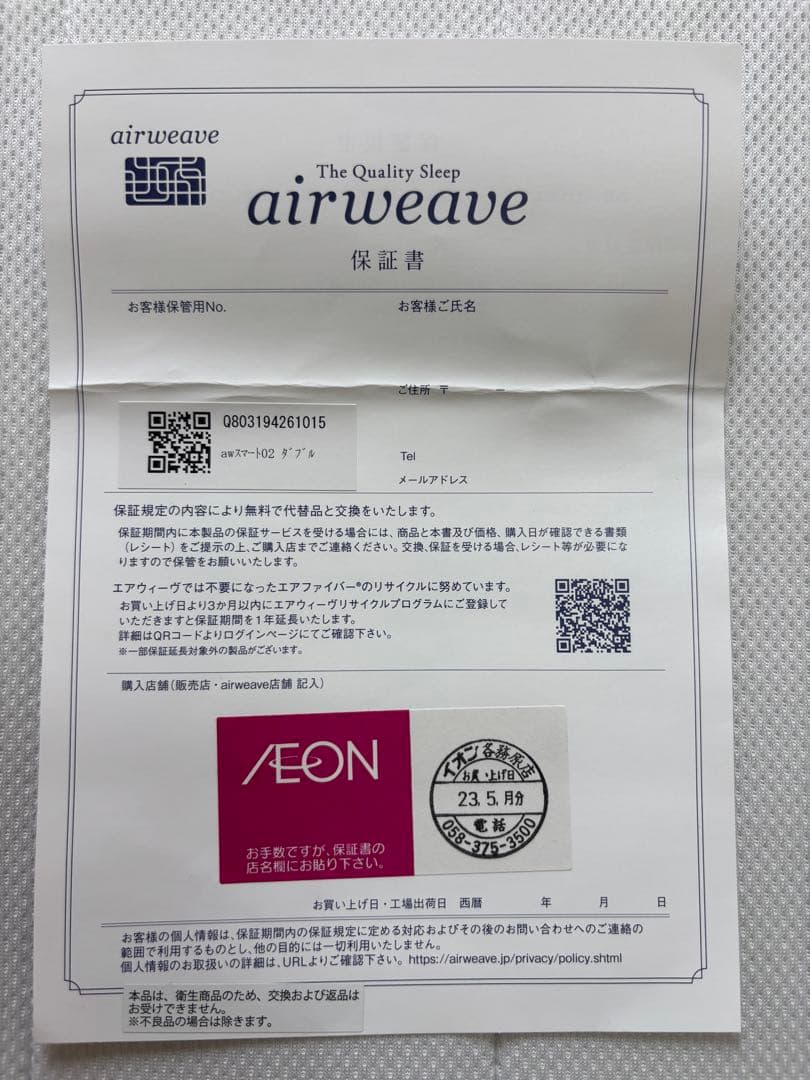 airweave
The Quality Sleep
airweave
保証書
お客様保管用No.
お客様ご氏名
ご住所 〒 －
Q803194261015
awスマート02 ダブル
Tel
メールアドレス
保証規定の内容により無料で代替品と交換をいたします。
保証期間内に本製品の保証サービスを受ける場合には、商品と本書及び価格、購入日が確認できる書類
（レシート）をご提示の上、ご購入店までご連絡ください。交換、保証を受ける場合、レシート等が必要にな
りますので保管をお願いいたします。
エアウィーヴでは不要になったエアファイバー®のリサイクルに努めています。
お買い上げ日より3か月以内にエアウィーヴリサイクルプログラムにご登録して
いただきますと保証期間を1年延長いたします。
詳細はQRコードよりログインページにてご確認下さい。
※一部保証延長対象外の製品がございます。
購入店舗（販売店・airweave店舗 記入）
ÆON
お手数ですが、保証書の
店名欄にお貼り下さい。
イオン各務原店
お買い上げ日
23.5.月分
電話
058-375-3500
お買い上げ日・工場出荷日 西暦 年 月 日
お客様の個人情報は、保証期間内の保証規定に定める対応およびその後のお問い合わせへのご連絡の
範囲で利用するものとし、他の目的には一切利用いたしません。
個人情報のお取扱いの詳細は、URLよりご確認下さい。 https://airweave.jp/privacy/policy.shtml
本品は、衛生商品のため、交換および返品は
お受けできません。
※不良品の場合は除きます。